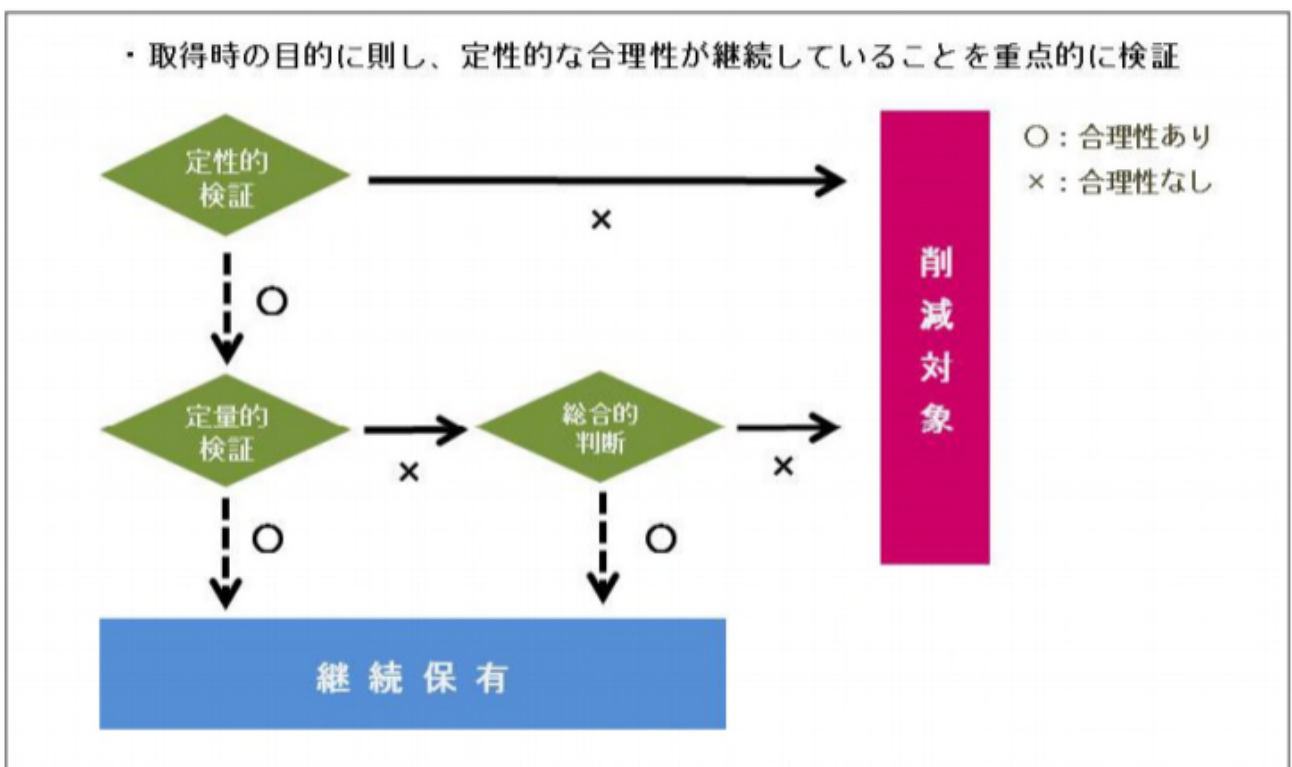 ・取得時の目的に則し、定性的な合理性が継続していることを重点的に検証
定性的
検証
×
○：合理性あり
×：合理性なし
○
削減対象
定量的
検証
×
総合的
判断
×
○
○
継続保有